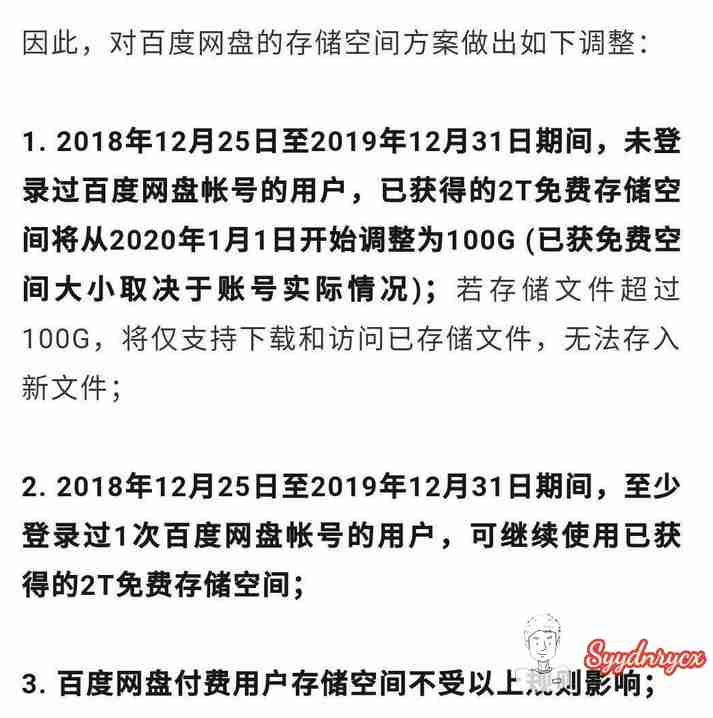 因此，对百度网盘的存储空间方案做出如下调整：
1. 2018年12月25日至2019年12月31日期间，未登
录过百度网盘帐号的用户，已获得的2T免费存储空
间将从2020年1月1日开始调整为100G (已获免费空
间大小取决于账号实际情况)；若存储文件超过
100G，将仅支持下载和访问已存储文件，无法存入
新文件；
2. 2018年12月25日至2019年12月31日期间，至少
登录过1次百度网盘帐号的用户，可继续使用已获
得的2T免费存储空间；
3. 百度网盘付费用户存储空间不受以上规则影响；
Syydnrycx